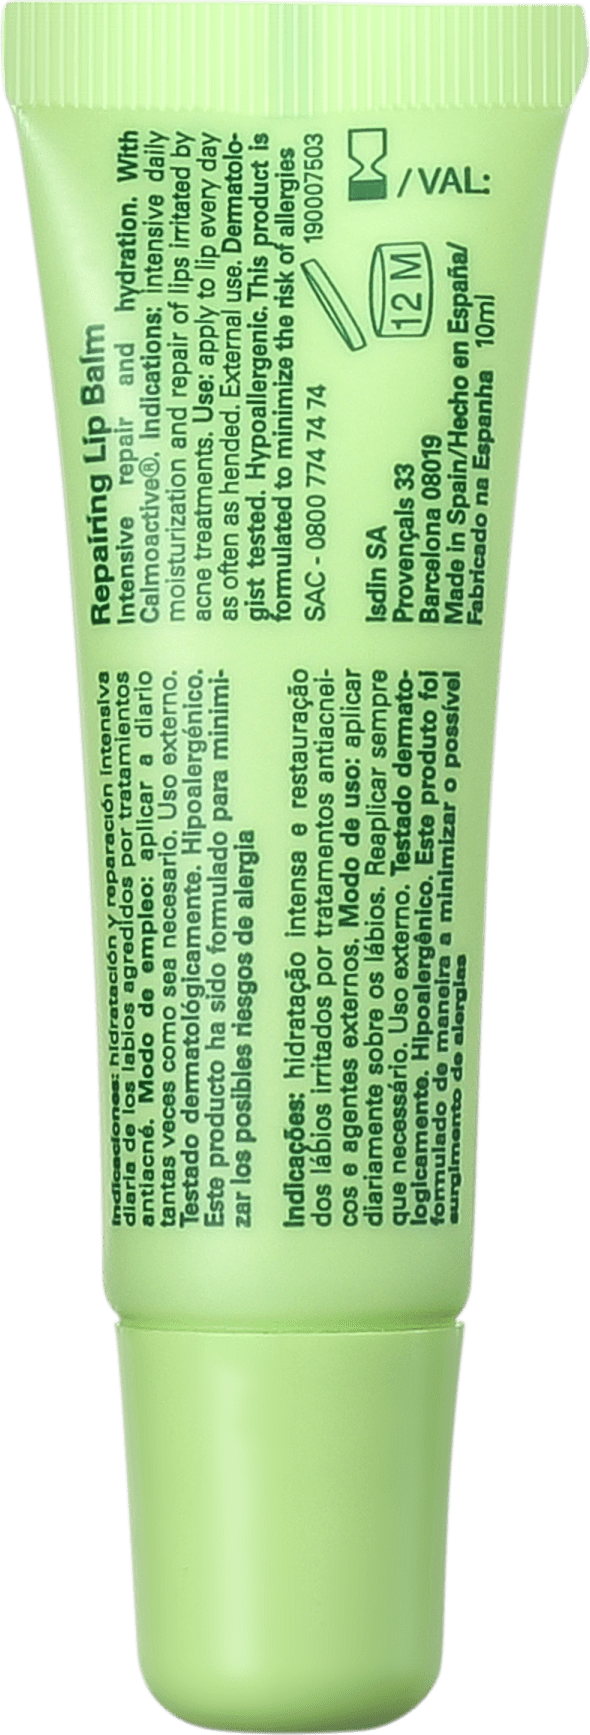 Repairing Lip Balm
Intensive repair and hydration. With
Calmoactive®. Indications: Intensive daily
moisturization and repair of lips irritated by
acne treatments. Use: apply to lip every day
as often as hended. External use. Dermatolo-
gist tested. Hypoallergenic. This product is
formulated to minimize the risk of allergies
SAC - 0800 774 74 74 190007503
Isdin SA
Provençals 33
Barcelona 08019
Made in Spain/Hecho en España/
Fabricado na Espanha 10ml
12 M
/ VAL:
Indicaciones: hidratación y reparación intensiva
diaria de los labios agredidos por tratamientos
antiacné. Modo de empleo: aplicar a diario
tantas veces como sea necesario. Uso externo.
Testado dermatológicamente. Hipoalergénico.
Este producto ha sido formulado para minimi-
zar los posibles riesgos de alergia
Indicações: hidratação intensa e restauração
dos lábios irritados por tratamentos antiacnei-
cos e agentes externos. Modo de uso: aplicar
diariamente sobre os lábios. Reaplicar sempre
que necessário. Uso externo. Testado dermato-
logicamente. Hipoalergênico. Este produto foi
formulado de maneira a minimizar o possível
surgimento de alergias